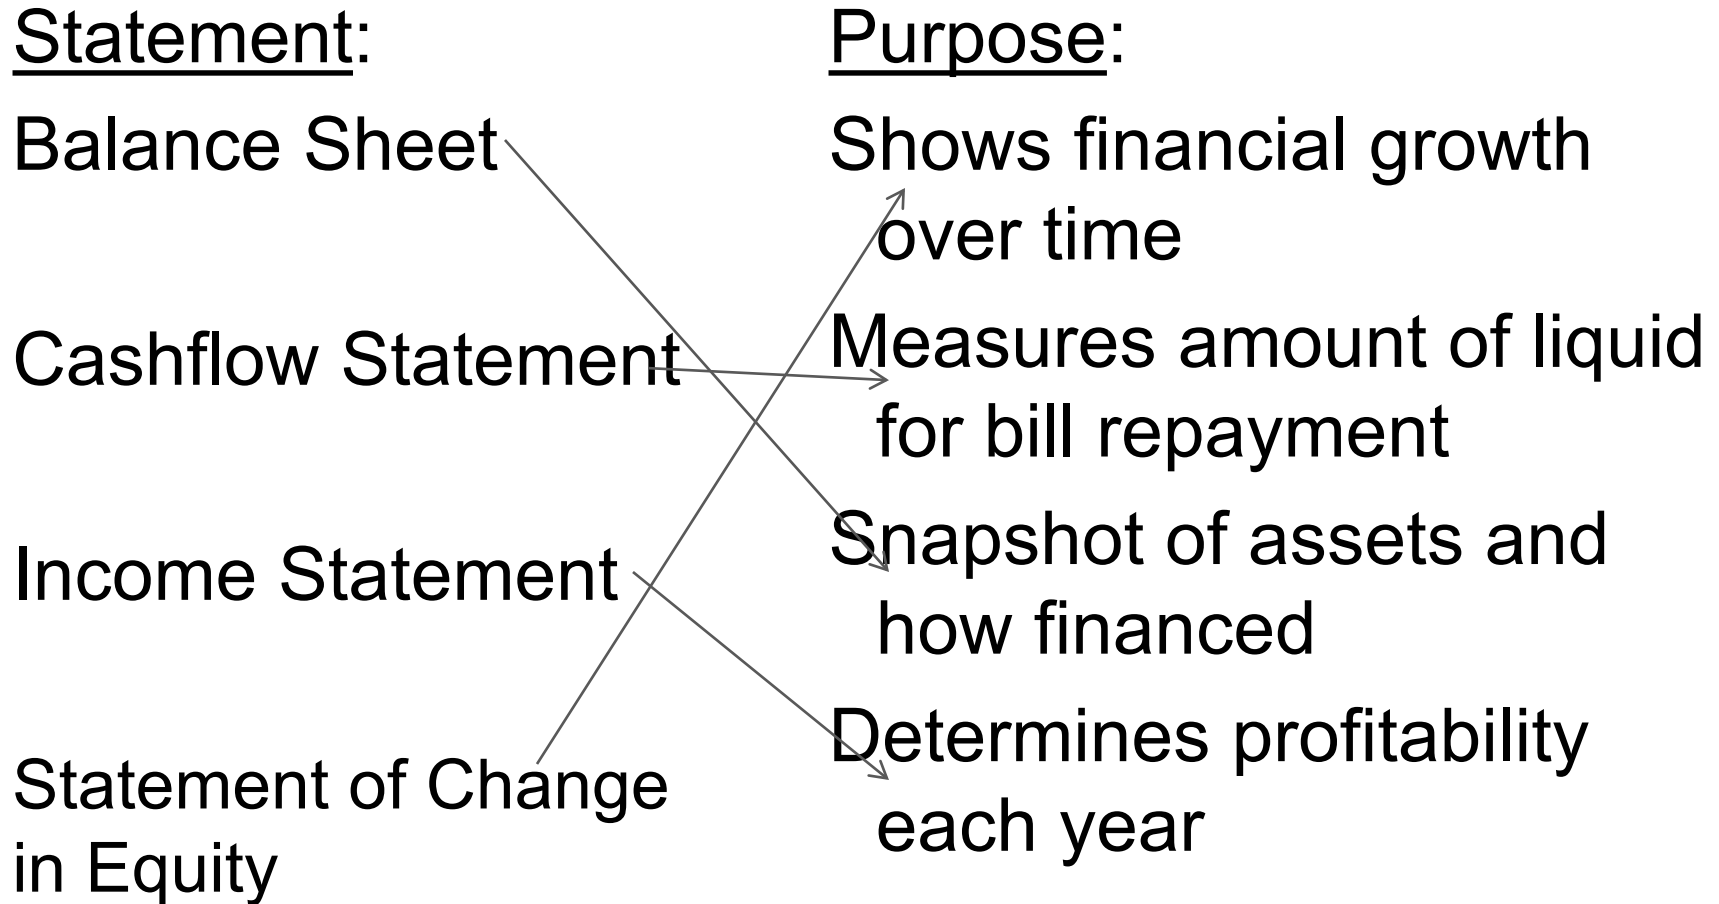 Statement:
Balance Sheet
Cashflow Statement
Income Statement
Statement of Change
in Equity
Purpose:
Shows financial growth
over time
Measures amount of liquid
for bill repayment
Snapshot of assets and
how financed
Determines profitability
each year